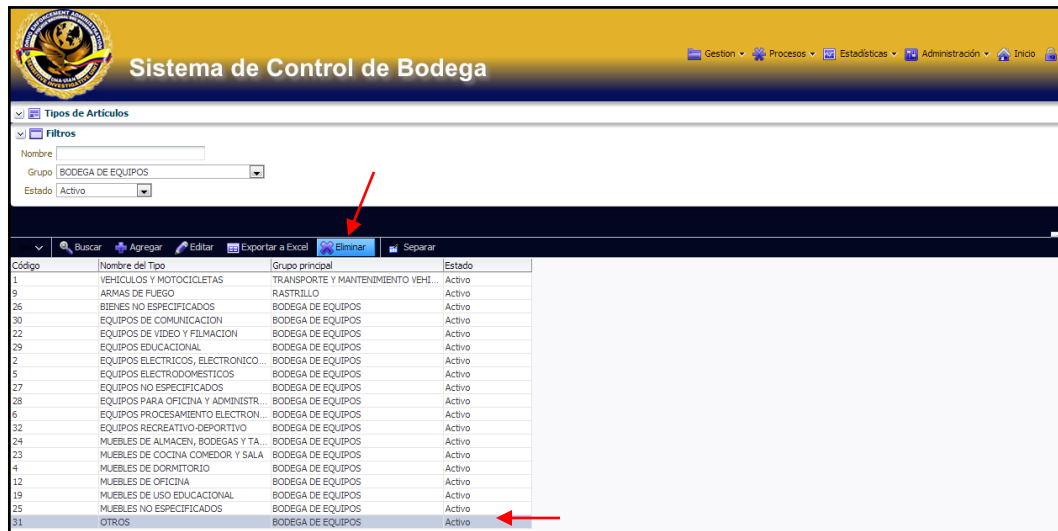 DRUG ENFORCEMENT ADMINISTRATION
SENSITIVE INVESTIGATIVE UNIT
Sistema de Control de Bodega
Gestion Procesos Estadísticas Administración Inicio
Tipos de Artículos
Filtros
Nombre
Grupo BODEGA DE EQUIPOS
Estado Activo
Buscar Agregar Editar Exportar a Excel Eliminar Separar
Código Nombre del Tipo Grupo principal Estado
1 VEHICULOS Y MOTOCICLETAS TRANSPORTE Y MANTENIMIENTO VEHI... Activo
9 ARMAS DE FUEGO RASTRILLO Activo
26 BIENES NO ESPECIFICADOS BODEGA DE EQUIPOS Activo
30 EQUIPOS DE COMUNICACION BODEGA DE EQUIPOS Activo
22 EQUIPOS DE VIDEO Y FILMACION BODEGA DE EQUIPOS Activo
29 EQUIPOS EDUCACIONAL BODEGA DE EQUIPOS Activo
2 EQUIPOS ELECTRICOS, ELECTRONICO... BODEGA DE EQUIPOS Activo
5 EQUIPOS ELECTRODOMESTICOS BODEGA DE EQUIPOS Activo
27 EQUIPOS NO ESPECIFICADOS BODEGA DE EQUIPOS Activo
28 EQUIPOS PARA OFICINA Y ADMINISTR... BODEGA DE EQUIPOS Activo
6 EQUIPOS PROCESAMIENTO ELECTRON... BODEGA DE EQUIPOS Activo
32 EQUIPOS RECREATIVO-DEPORTIVO BODEGA DE EQUIPOS Activo
24 MUEBLES DE ALMACEN, BODEGAS Y TA... BODEGA DE EQUIPOS Activo
23 MUEBLES DE COCINA COMEDOR Y SALA BODEGA DE EQUIPOS Activo
4 MUEBLES DE DORMITORIO BODEGA DE EQUIPOS Activo
12 MUEBLES DE OFICINA BODEGA DE EQUIPOS Activo
19 MUEBLES DE USO EDUCACIONAL BODEGA DE EQUIPOS Activo
25 MUEBLES NO ESPECIFICADOS BODEGA DE EQUIPOS Activo
31 OTROS BODEGA DE EQUIPOS Activo